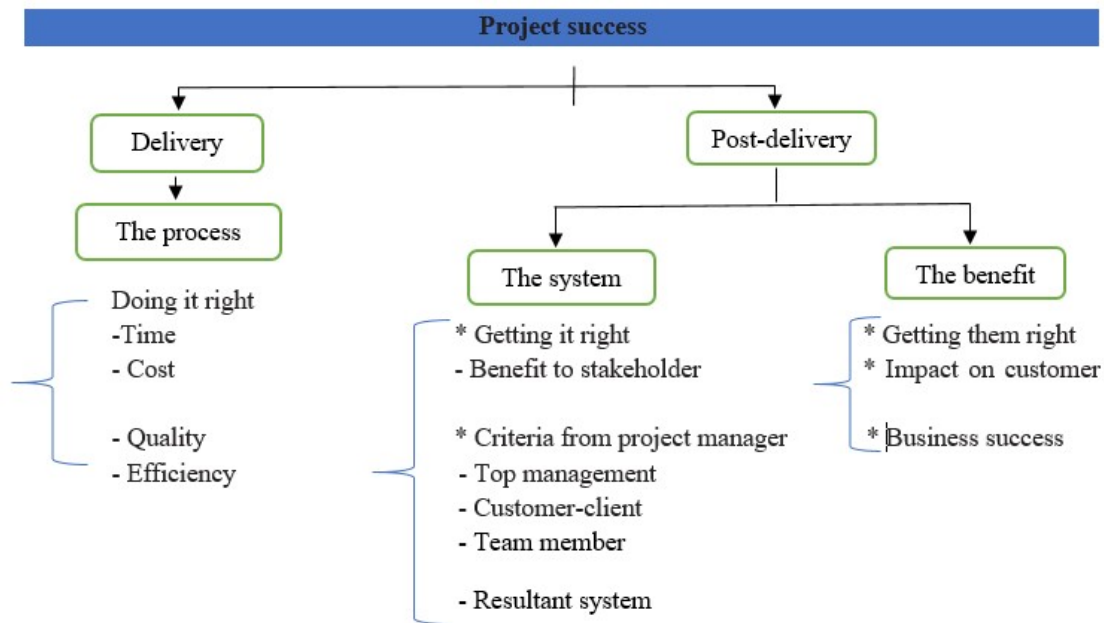 Project success
Delivery
Post-delivery
The process
The system
The benefit
Doing it right
-Time
- Cost
- Quality
- Efficiency
* Getting it right
- Benefit to stakeholder
* Criteria from project manager
- Top management
- Customer-client
- Team member
- Resultant system
* Getting them right
* Impact on customer
* Business success